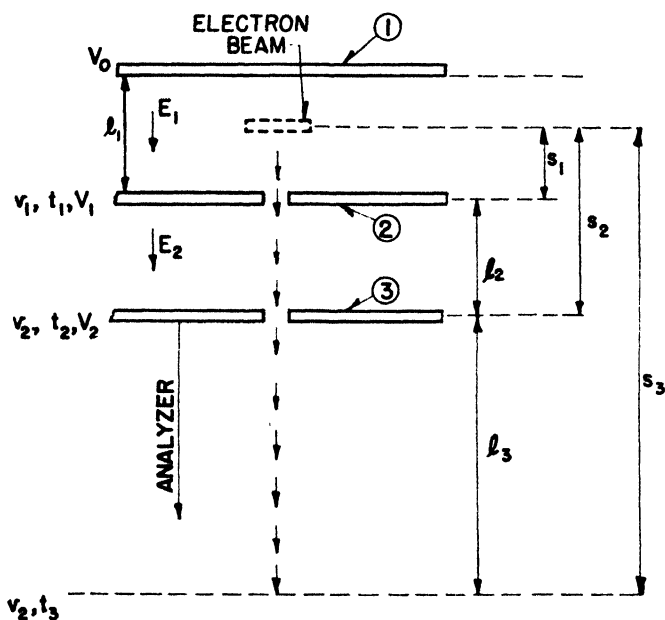 ELECTRON
BEAM
①
V₀
E₁
ℓ₁
s₁
v₁, t₁, V₁
②
s₂
E₂
ℓ₂
③
v₂, t₂, V₂
s₃
ANALYZER
ℓ₃
v₂, t₃